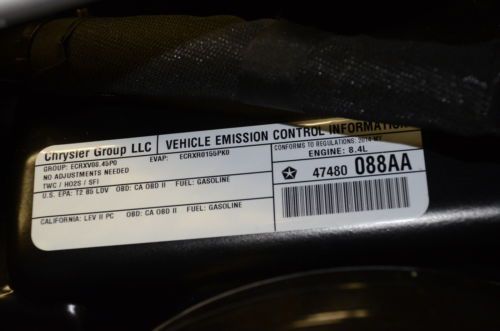 Chrysler Group LLC
VEHICLE EMISSION CONTROL INFORMATION
GROUP: ECRXV08.45P0
EVAP: ECRXR0155PK0
CONFORMS TO REGULATIONS: 2014 MY
NO ADJUSTMENTS NEEDED
ENGINE: 8.4L
TWC / HO2S / SFI
47480 088AA
U.S. EPA: T2 B5 LDV OBD: CA OBD II FUEL: GASOLINE
CALIFORNIA: LEV II PC OBD: CA OBD II FUEL: GASOLINE